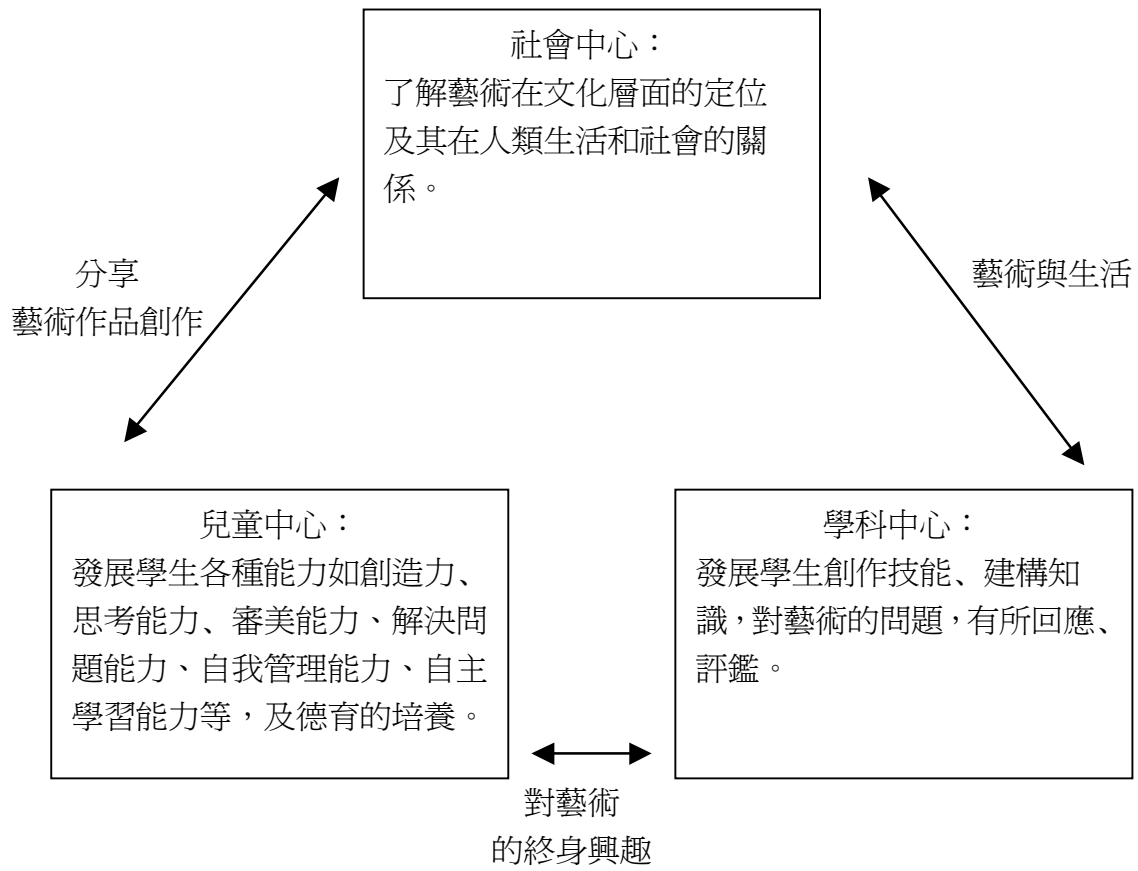 社會中心：
了解藝術在文化層面的定位
及其在人類生活和社會的關
係。
分享
藝術作品創作
藝術與生活
兒童中心：
發展學生各種能力如創造力、
思考能力、審美能力、解決問
題能力、自我管理能力、自主
學習能力等，及德育的培養。
學科中心：
發展學生創作技能、建構知
識，對藝術的問題，有所回應、
評鑑。
對藝術
的終身興趣